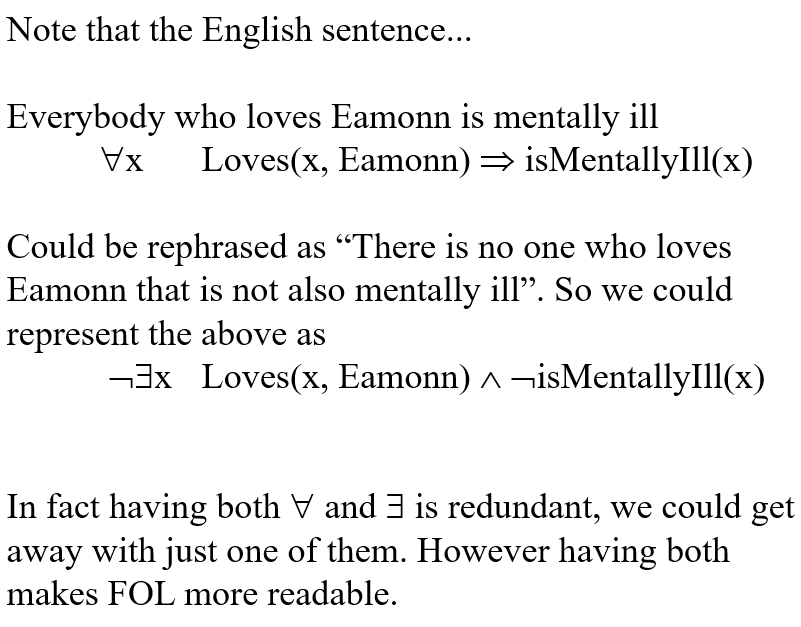 Note that the English sentence...
Everybody who loves Eamonn is mentally ill
∀x Loves(x, Eamonn) ⇒ isMentallyIll(x)
Could be rephrased as “There is no one who loves
Eamonn that is not also mentally ill”. So we could
represent the above as
¬∃x Loves(x, Eamonn) ∧ ¬isMentallyIll(x)
In fact having both ∀ and ∃ is redundant, we could get
away with just one of them. However having both
makes FOL more readable.